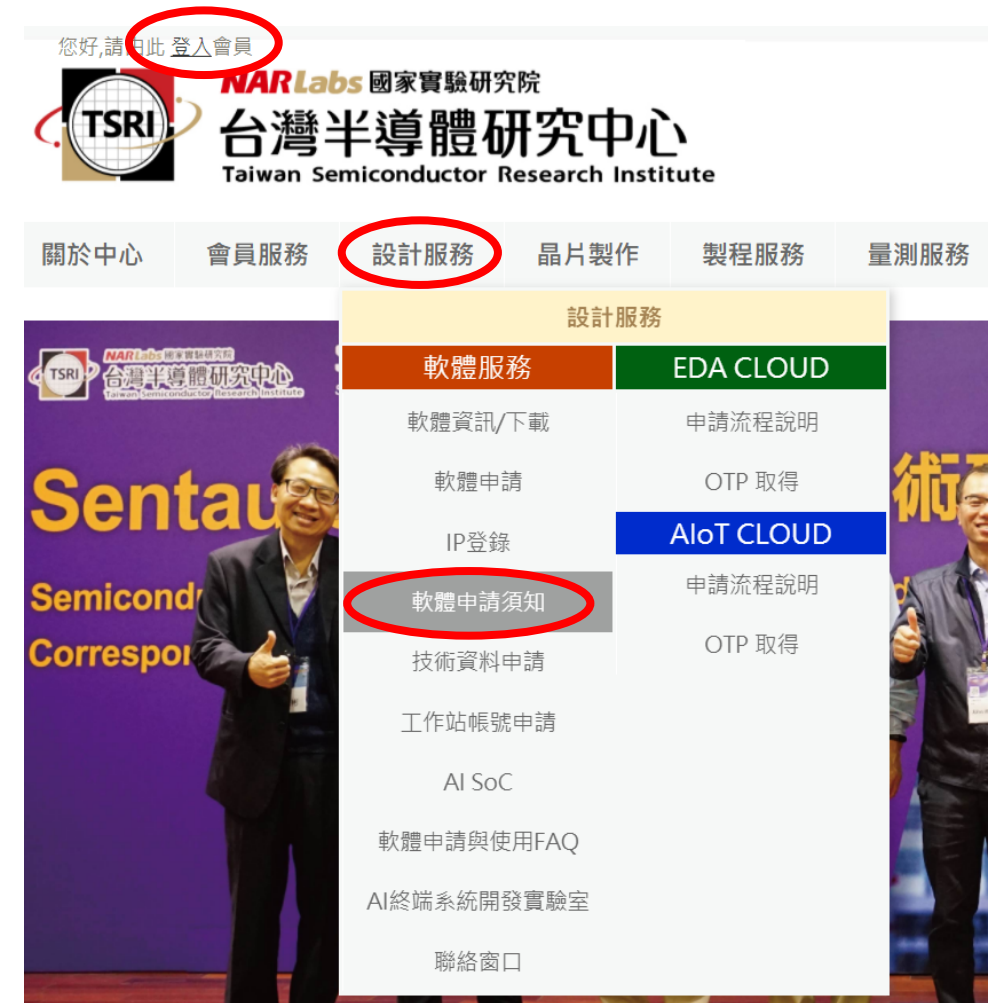 您好,請由此 登入會員
TSRI
NARLabs 國家實驗研究院
台灣半導體研究中心
Taiwan Semiconductor Research Institute
關於中心 會員服務 設計服務 晶片製作 製程服務 量測服務
設計服務
軟體服務 EDA CLOUD
軟體資訊/下載 申請流程說明
軟體申請 OTP 取得
IP登錄 AIoT CLOUD
軟體申請須知 申請流程說明
技術資料申請 OTP 取得
工作站帳號申請
AI SoC
軟體申請與使用FAQ
AI終端系統開發實驗室
聯絡窗口
NARLabs 國家實驗研究院
TSRI 台灣半導體研究中心
Taiwan Semiconductor Research Institute
Sentau
Semicond
Correspo
術